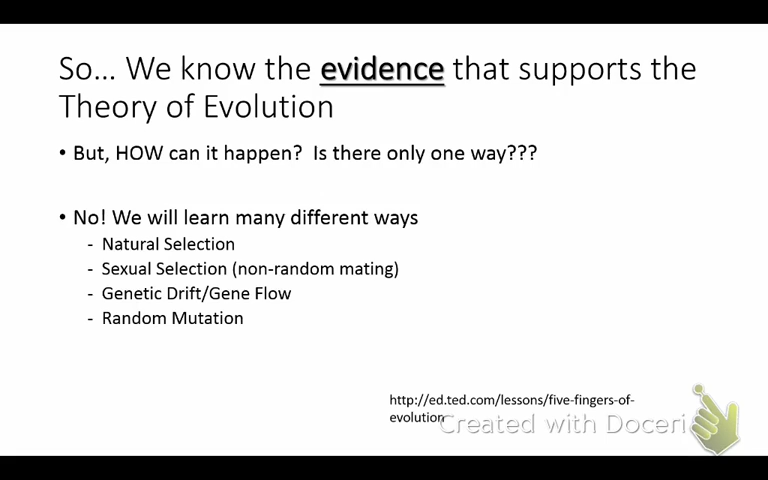 So... We know the evidence that supports the
Theory of Evolution
• But, HOW can it happen?  Is there only one way???
• No! We will learn many different ways
- Natural Selection
- Sexual Selection (non-random mating)
- Genetic Drift/Gene Flow
- Random Mutation
http://ed.ted.com/lessons/five-fingers-of-
evolution
Created with Doceri